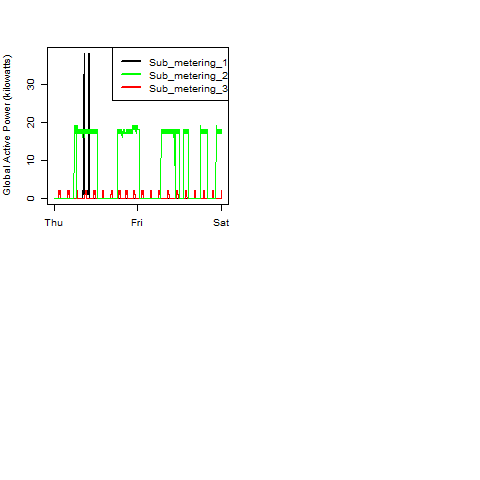 Global Active Power (kilowatts)
30
20
10
0
Sub_metering_1
Sub_metering_2
Sub_metering_3
Thu Fri Sat